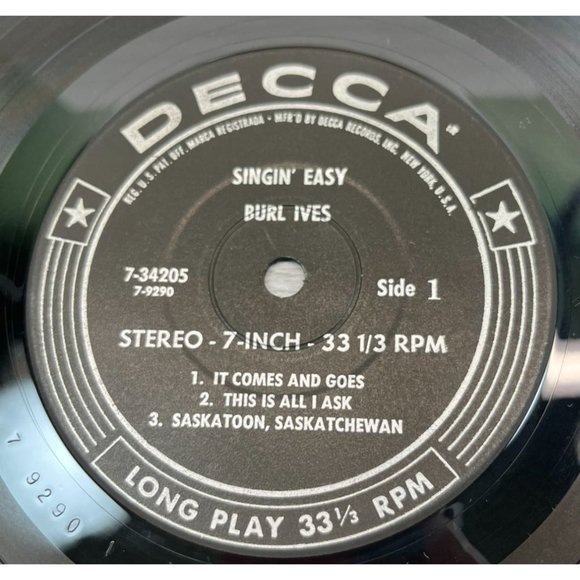 DECCA®
REG. U.S. PAT. OFF. MARCA REGISTRADA • MFR'D BY DECCA RECORDS, INC. NEW YORK, U.S.A.
SINGIN' EASY
BURL IVES
7-34205
7-9290
Side 1
STEREO - 7-INCH - 33 1/3 RPM
1. IT COMES AND GOES
2. THIS IS ALL I ASK
3. SASKATOON, SASKATCHEWAN
LONG PLAY 33⅓ RPM
7 9290